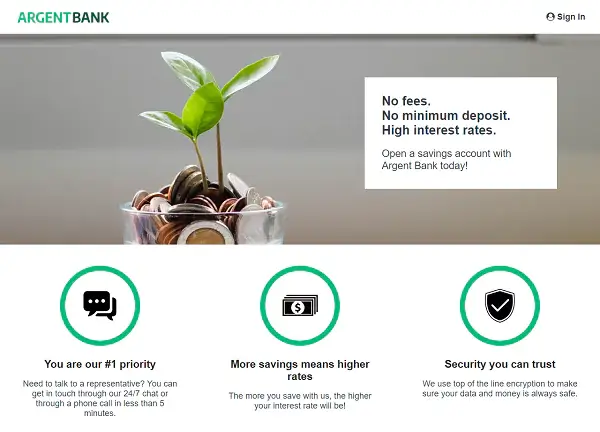 ARGENTBANK
Sign In
No fees.
No minimum deposit.
High interest rates.
Open a savings account with
Argent Bank today!
You are our #1 priority
Need to talk to a representative? You can
get in touch through our 24/7 chat or
through a phone call in less than 5
minutes.
More savings means higher
rates
The more you save with us, the higher
your interest rate will be!
Security you can trust
We use top of the line encryption to make
sure your data and money is always safe.